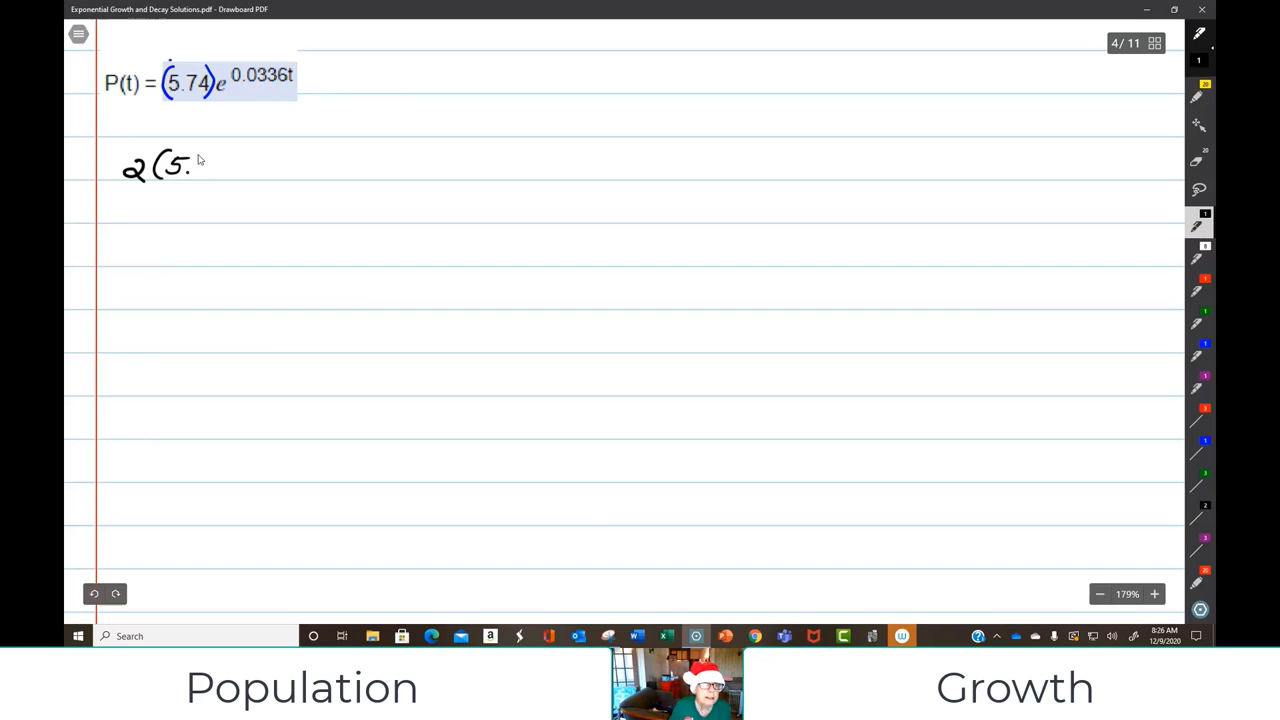 Exponential Growth and Decay Solutions.pdf - Drawboard PDF
4 / 11
P(t) = (5.74) e^0.0336t
2(5.
179%
Search
8:26 AM
12/9/2020
Population
Growth